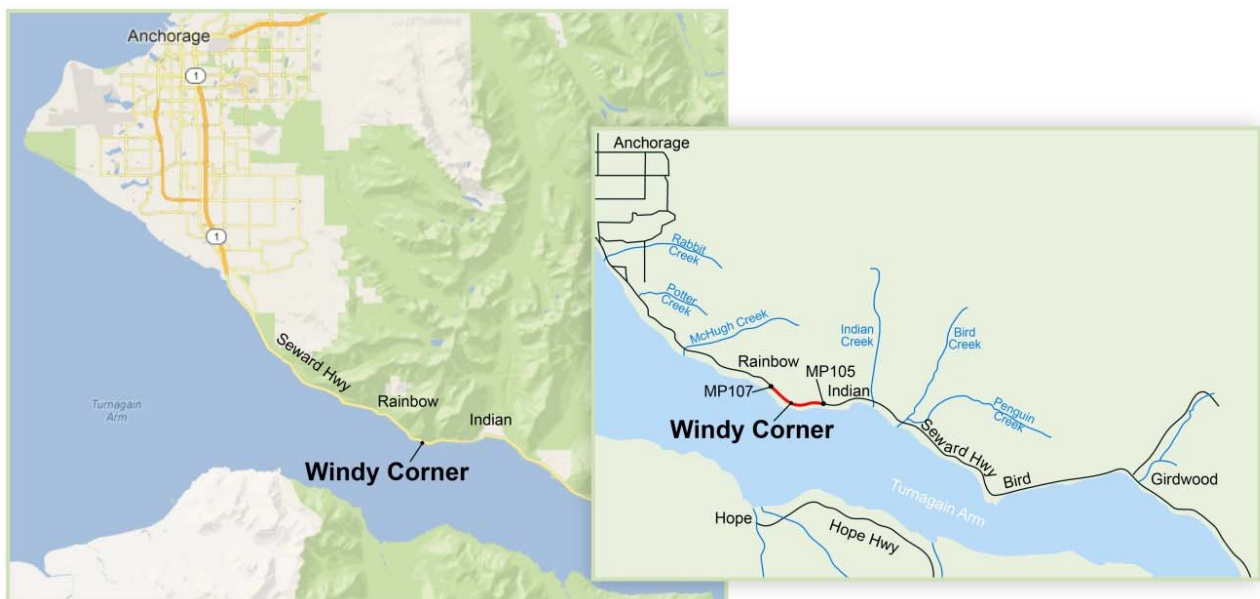 Anchorage
1
1
Seward Hwy
Turnagain
Arm
Rainbow
Indian
Windy Corner
Anchorage
Rabbit
Creek
Potter
Creek
McHugh Creek
Indian
Creek
Bird
Creek
Rainbow
MP105
MP107
Indian
Penguin
Creek
Windy Corner
Seward Hwy
Bird
Girdwood
Turnagain Arm
Hope
Hope Hwy